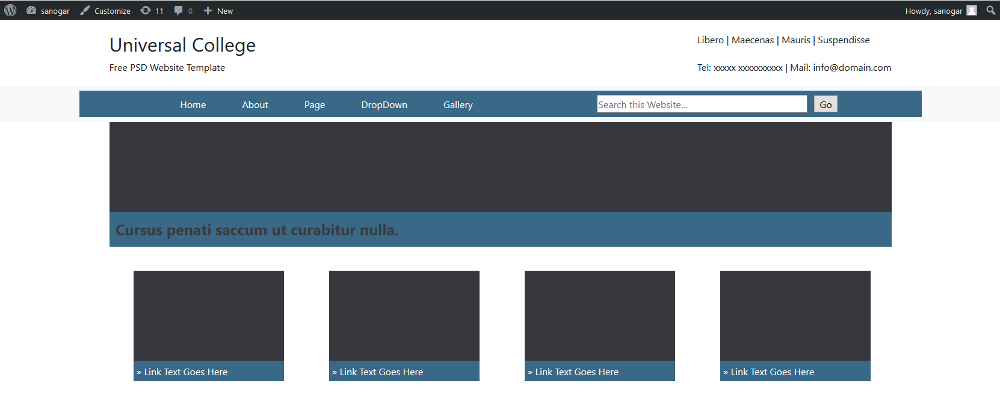 sanogar Customize 11 0 New Howdy, sanogar
Universal College
Free PSD Website Template
Libero | Maecenas | Mauris | Suspendisse
Tel: xxxxx xxxxxxxxxx | Mail: info@domain.com
Home About Page DropDown Gallery Search this Website... Go
Cursus penati saccum ut curabitur nulla.
» Link Text Goes Here » Link Text Goes Here » Link Text Goes Here » Link Text Goes Here